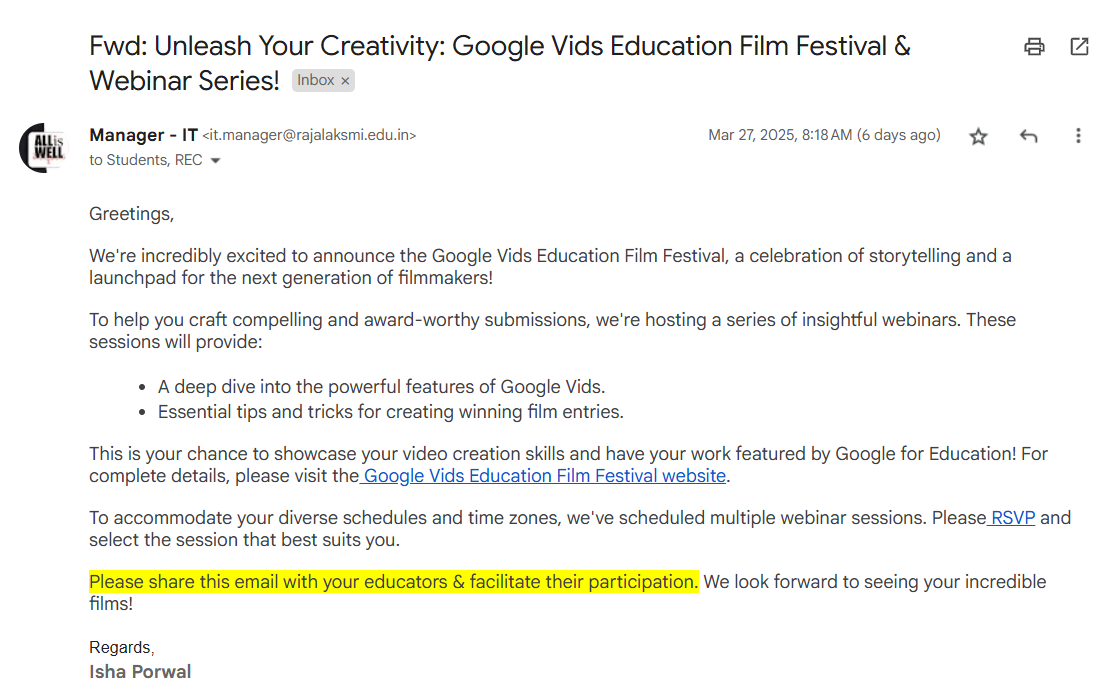 Fwd: Unleash Your Creativity: Google Vids Education Film Festival &
Webinar Series! Inbox ×
Manager - IT <it.manager@rajalaksmi.edu.in> Mar 27, 2025, 8:18 AM (6 days ago)
to Students, REC
ALL is
WELL
Greetings,
We're incredibly excited to announce the Google Vids Education Film Festival, a celebration of storytelling and a
launchpad for the next generation of filmmakers!
To help you craft compelling and award-worthy submissions, we're hosting a series of insightful webinars. These
sessions will provide:
• A deep dive into the powerful features of Google Vids.
• Essential tips and tricks for creating winning film entries.
This is your chance to showcase your video creation skills and have your work featured by Google for Education! For
complete details, please visit the Google Vids Education Film Festival website.
To accommodate your diverse schedules and time zones, we've scheduled multiple webinar sessions. Please RSVP and
select the session that best suits you.
Please share this email with your educators & facilitate their participation. We look forward to seeing your incredible
films!
Regards,
Isha Porwal